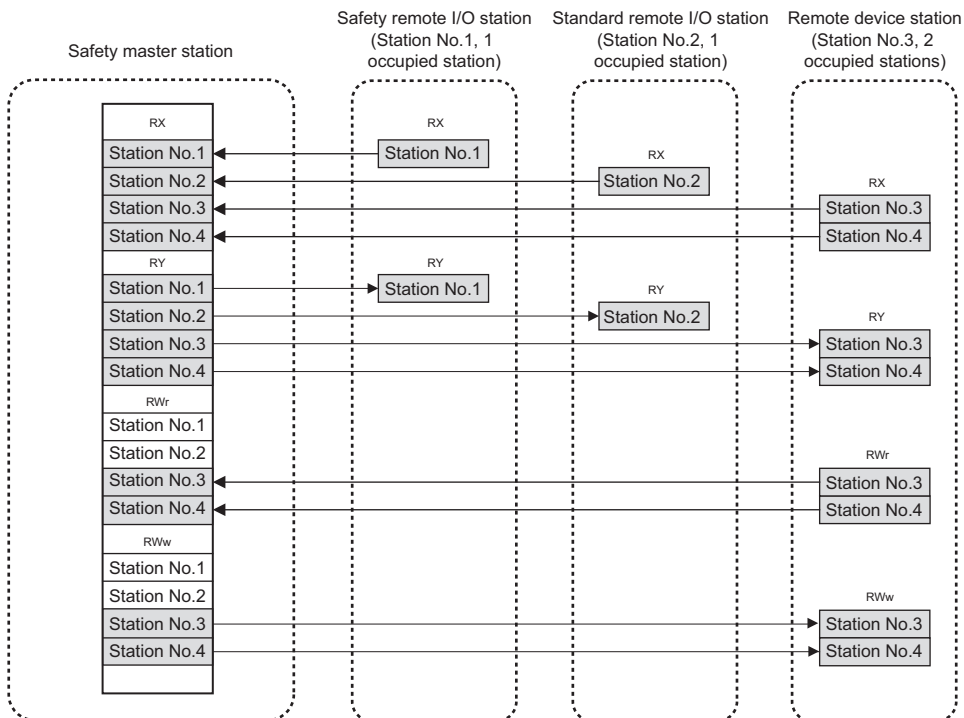 Safety master station
Safety remote I/O station
(Station No.1, 1
occupied station)
Standard remote I/O station
(Station No.2, 1
occupied station)
Remote device station
(Station No.3, 2
occupied stations)
RX
Station No.1
Station No.2
Station No.3
Station No.4
RY
Station No.1
Station No.2
Station No.3
Station No.4
RWr
Station No.1
Station No.2
Station No.3
Station No.4
RWw
Station No.1
Station No.2
Station No.3
Station No.4
RX
Station No.1
RY
Station No.1
RX
Station No.2
RY
Station No.2
RX
Station No.3
Station No.4
RY
Station No.3
Station No.4
RWr
Station No.3
Station No.4
RWw
Station No.3
Station No.4